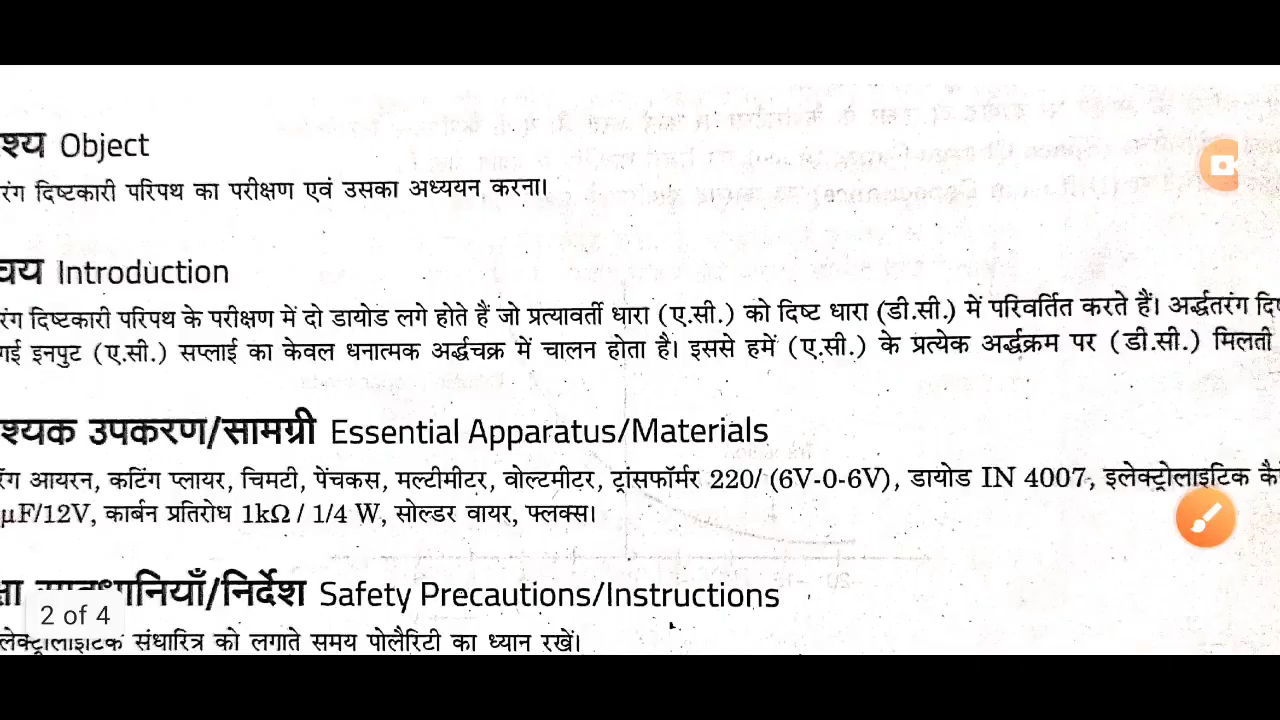 श्य Object
रंग दिष्टकारी परिपथ का परीक्षण एवं उसका अध्ययन करना।
चय Introduction
रंग दिष्टकारी परिपथ के परीक्षण में दो डायोड लगे होते हैं जो प्रत्यावर्ती धारा (ए.सी.) को दिष्ट धारा (डी.सी.) में परिवर्तित करते हैं। अर्द्धतरंग दि
गई इनपुट (ए.सी.) सप्लाई का केवल धनात्मक अर्द्धचक्र में चालन होता है। इससे हमें (ए.सी.) के प्रत्येक अर्द्धक्रम पर (डी.सी.) मिलती
श्यक उपकरण/सामग्री Essential Apparatus/Materials
आयरन, कटिंग प्लायर, चिमटी, पेंचकस, मल्टीमीटर, वोल्टमीटर, ट्रांसफॉर्मर 220/ (6V-0-6V), डायोड IN 4007, इलेक्ट्रोलाइटिक कै
µF/12V, कार्बन प्रतिरोध 1kΩ / 1/4 W, सोल्डर वायर, फ्लक्स।
/निर्देश Safety Precautions/Instructions
2 of 4
संधारित्र को लगाते समय पोलैरिटी का ध्यान रखें।